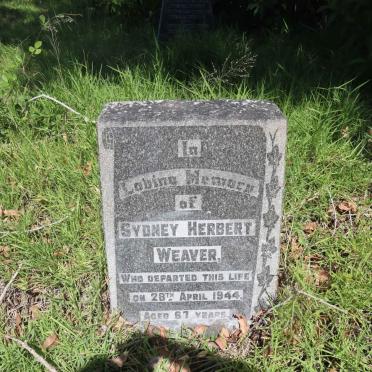 In
Loving Memory
of
SYDNEY HERBERT
WEAVER.
WHO DEPARTED THIS LIFE
ON 28TH APRIL 1944.
AGED 67 YEARS.